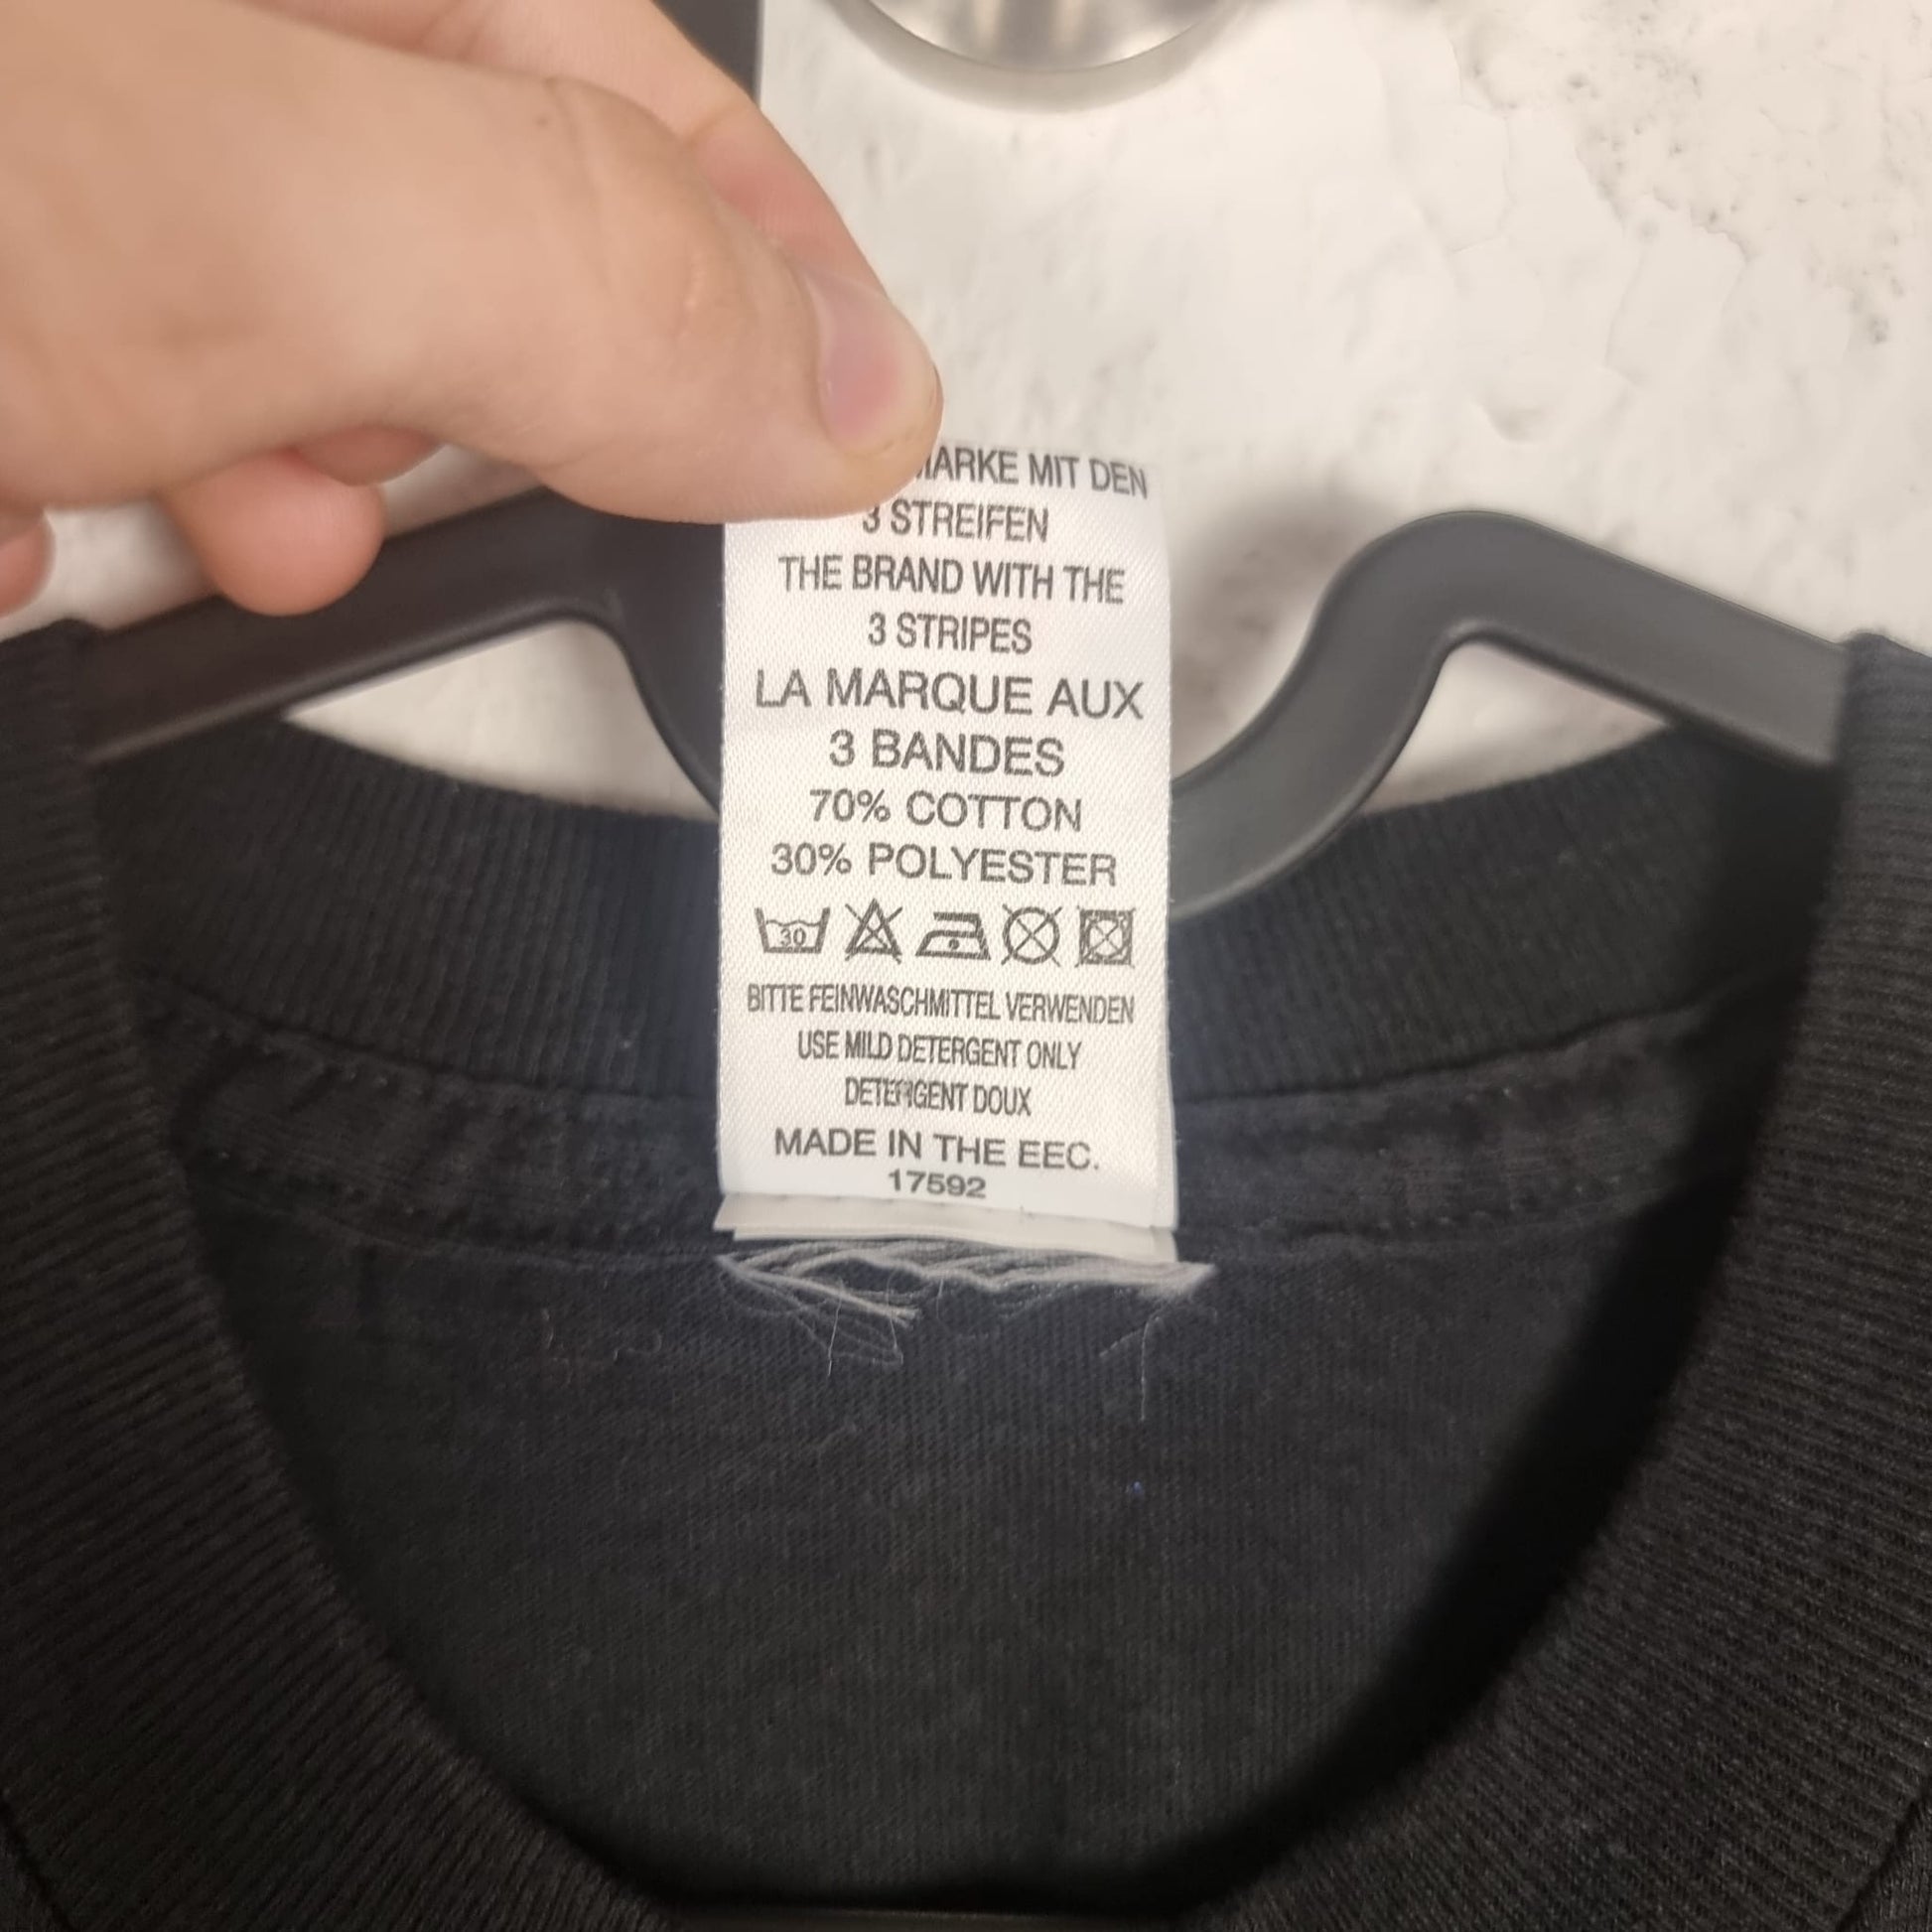 MIT DEN
3 STREIFEN
THE BRAND WITH THE
3 STRIPES
LA MARQUE AUX
3 BANDES
70% COTTON
30% POLYESTER
30
BITTE FEINWASCHMITTEL VERWENDEN
USE MILD DETERGENT ONLY
DETERGENT DOUX
MADE IN THE EEC.
17592